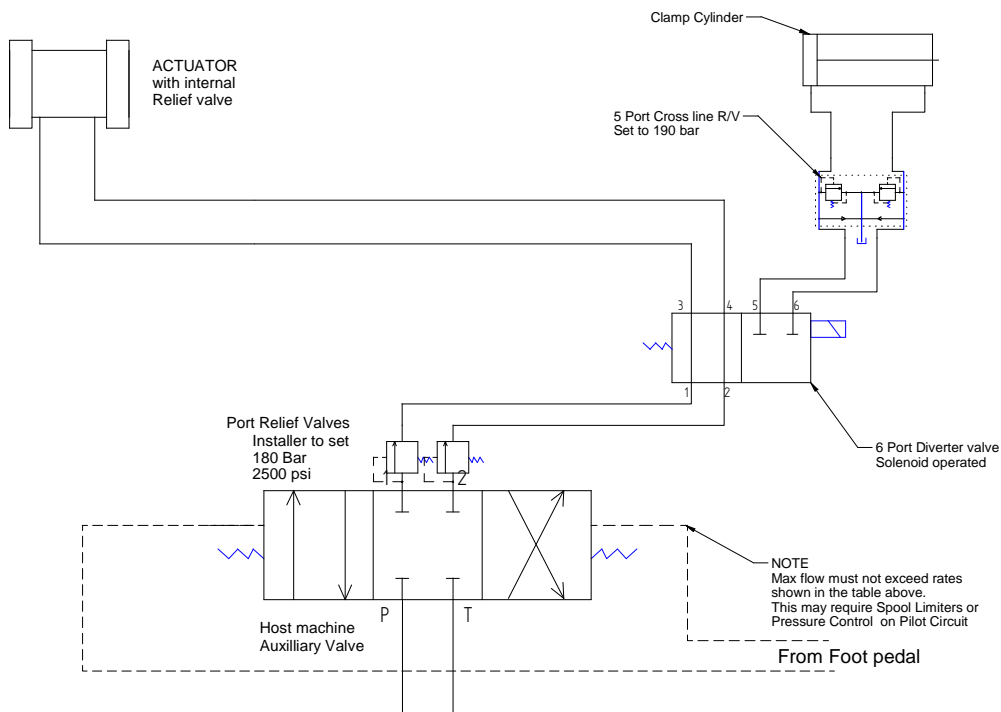 Clamp Cylinder
ACTUATOR
with internal
Relief valve
5 Port Cross line R/V
Set to 190 bar
3 4 5 6
1 2
Port Relief Valves
Installer to set
180 Bar
2500 psi
1 2
6 Port Diverter valve
Solenoid operated
NOTE
Max flow must not exceed rates
shown in the table above.
This may require Spool Limiters or
Pressure Control on Pilot Circuit
P T
Host machine
Auxilliary Valve
From Foot pedal